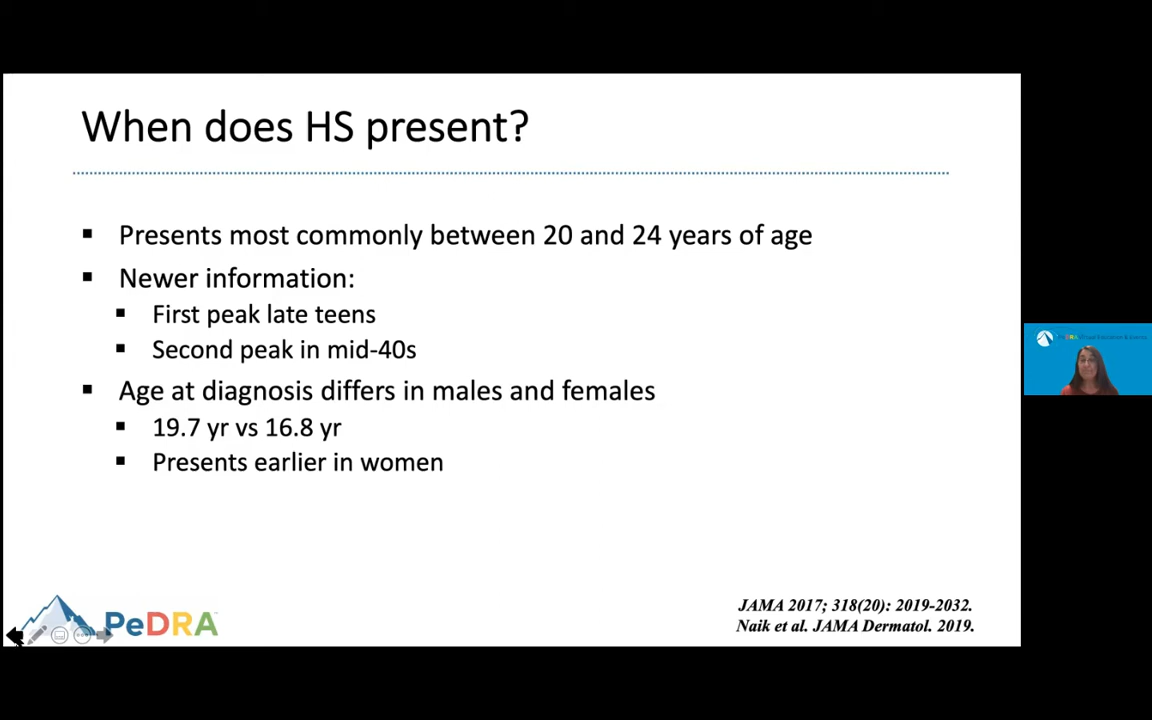 When does HS present?
▪ Presents most commonly between 20 and 24 years of age
▪ Newer information:
▪ First peak late teens
▪ Second peak in mid-40s
▪ Age at diagnosis differs in males and females
▪ 19.7 yr vs 16.8 yr
▪ Presents earlier in women
PeDRA
JAMA 2017; 318(20): 2019-2032.
Naik et al. JAMA Dermatol. 2019.